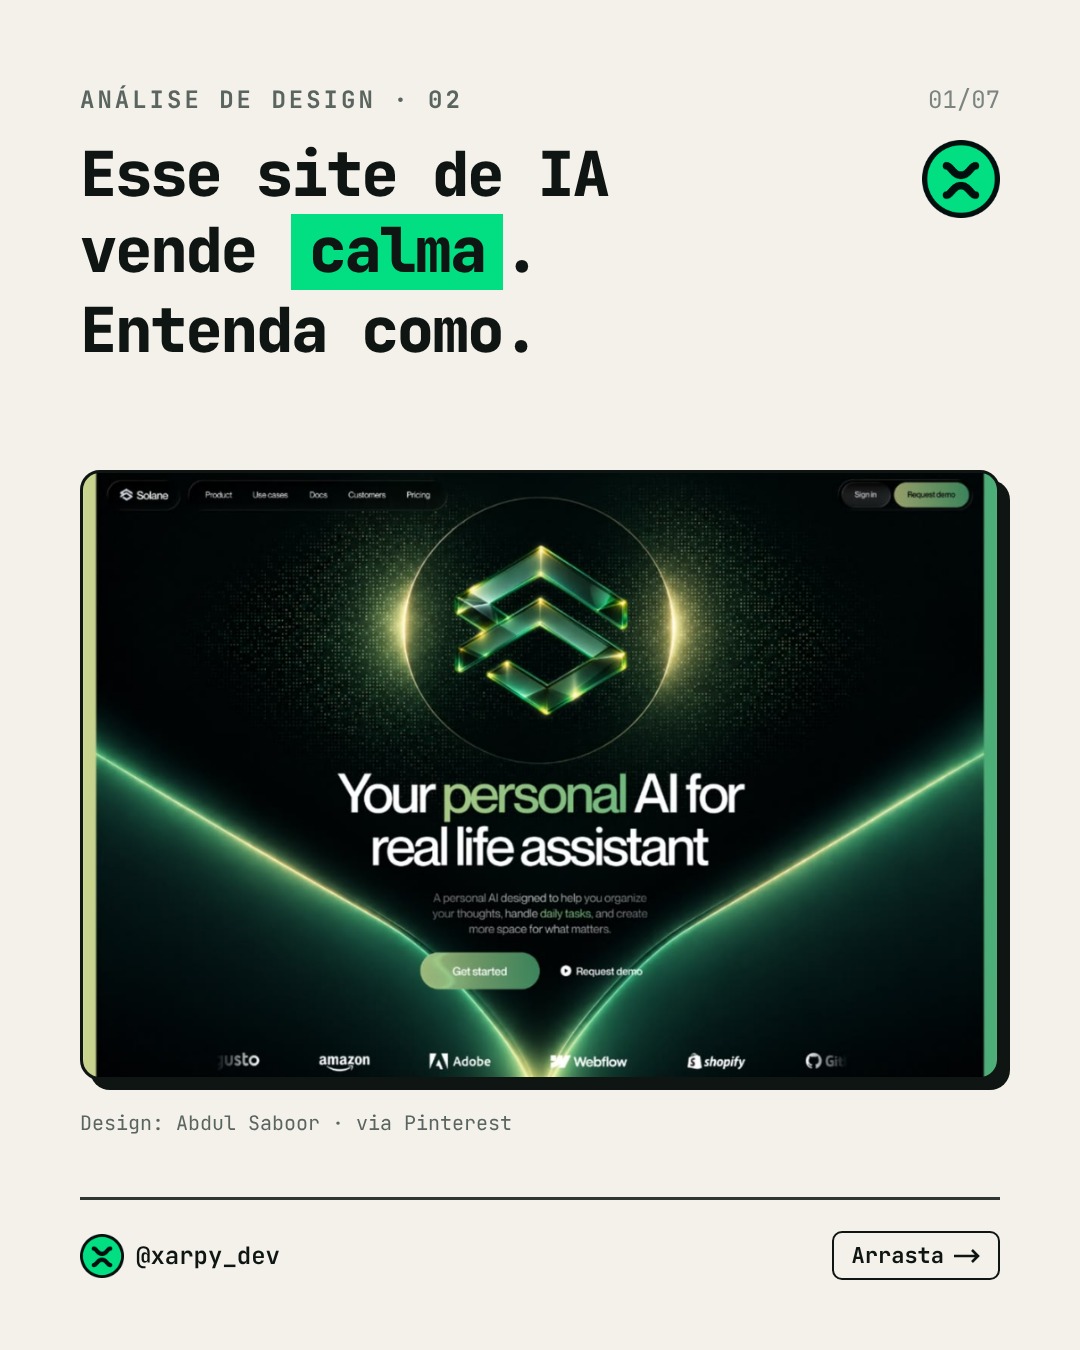 ANÁLISE DE DESIGN · 02
01/07
Esse site de IA
vende calma.
Entenda como.
Solane
Product Use cases Docs Customers Pricing
Sign in Request demo
Your personal AI for
real life assistant
A personal AI designed to help you organize
your thoughts, handle daily tasks, and create
more space for what matters.
Get started Request demo
gusto amazon Adobe Webflow shopify Git
Design: Abdul Saboor · via Pinterest
@xarpy_dev
Arrasta →